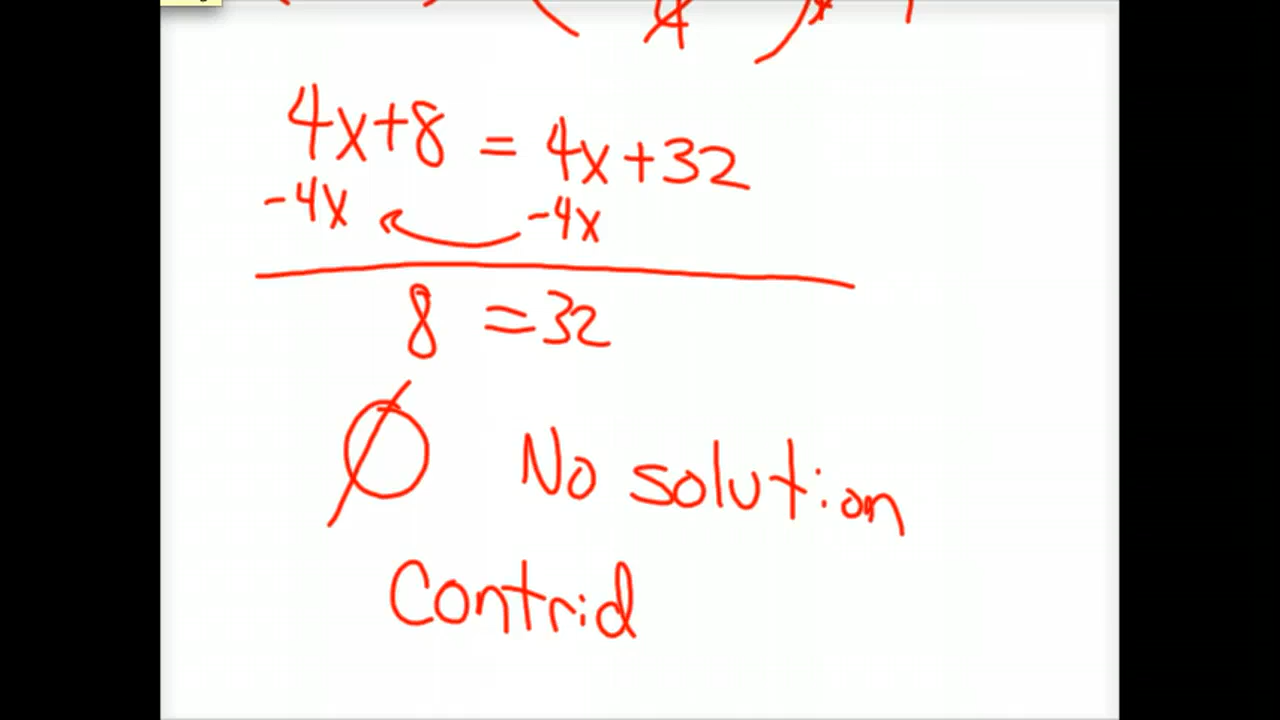 4x+8 = 4x+32
-4x -4x
8 = 32
∅ No solution
Contrid